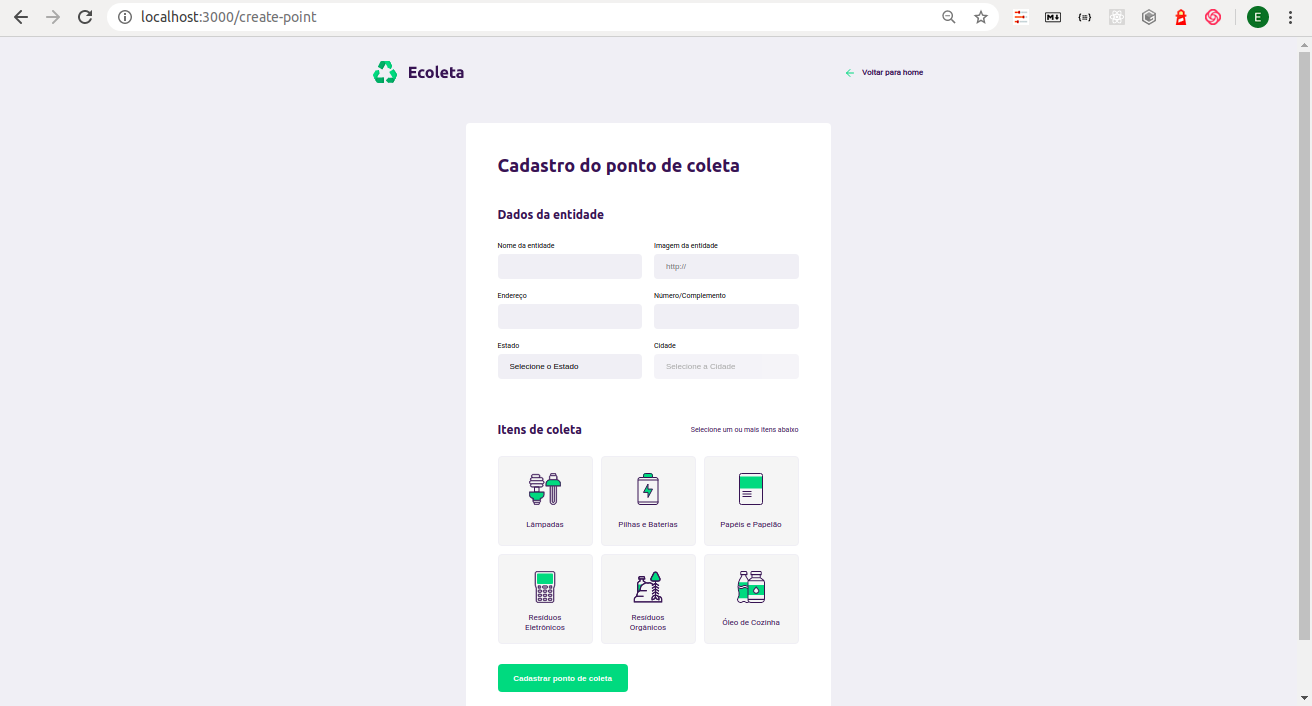 localhost:3000/create-point
E
Ecoleta
Voltar para home
Cadastro do ponto de coleta
Dados da entidade
Nome da entidade
Imagem da entidade
http://
Endereço
Número/Complemento
Estado
Cidade
Selecione o Estado
Selecione a Cidade
Itens de coleta
Selecione um ou mais itens abaixo
Lâmpadas
Pilhas e Baterias
Papéis e Papelão
Resíduos
Eletrônicos
Resíduos
Orgânicos
Óleo de Cozinha
Cadastrar ponto de coleta